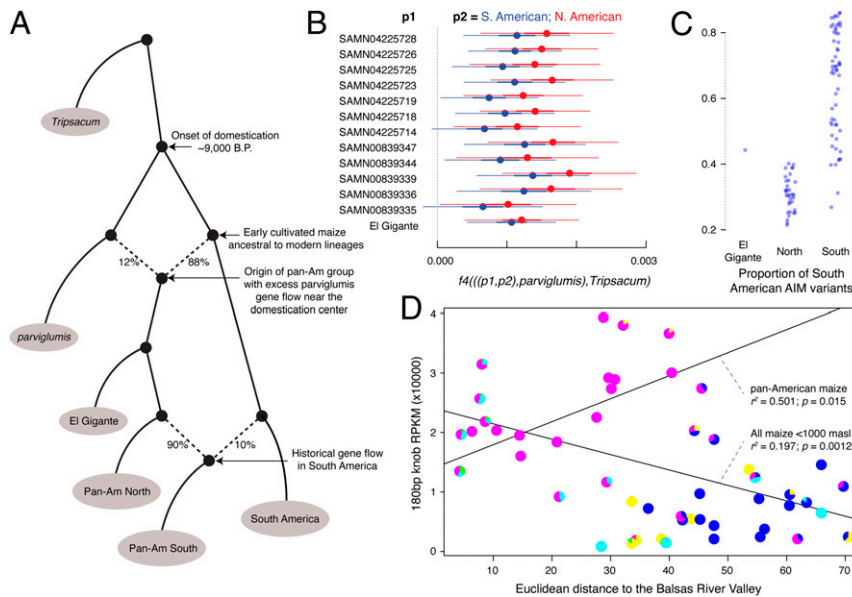 A
Tripsacum
Onset of domestication
~9,000 B.P.
Early cultivated maize
ancestral to modern lineages
12%
88%
Origin of pan-Am group
with excess parviglumis
gene flow near the
domestication center
parviglumis
El Gigante
90%
10%
Historical gene flow
in South America
Pan-Am North
South America
Pan-Am South
B
p1
p2 = S. American; N. American
SAMN04225728
SAMN04225726
SAMN04225725
SAMN04225723
SAMN04225719
SAMN04225718
SAMN04225714
SAMN00839347
SAMN00839344
SAMN00839339
SAMN00839336
SAMN00839335
El Gigante
0.000
0.003
f4(((p1,p2),parviglumis),Tripsacum)
C
0.8
0.6
0.4
0.2
El
Gigante
North
South
Proportion of South
American AIM variants
D
180bp knob RPKM (x10000)
4
3
2
1
0
pan-American maize
r² = 0.501; p = 0.015
All maize <1000 masl
r² = 0.197; p = 0.0012
10
20
30
40
50
60
70
Euclidean distance to the Balsas River Valley